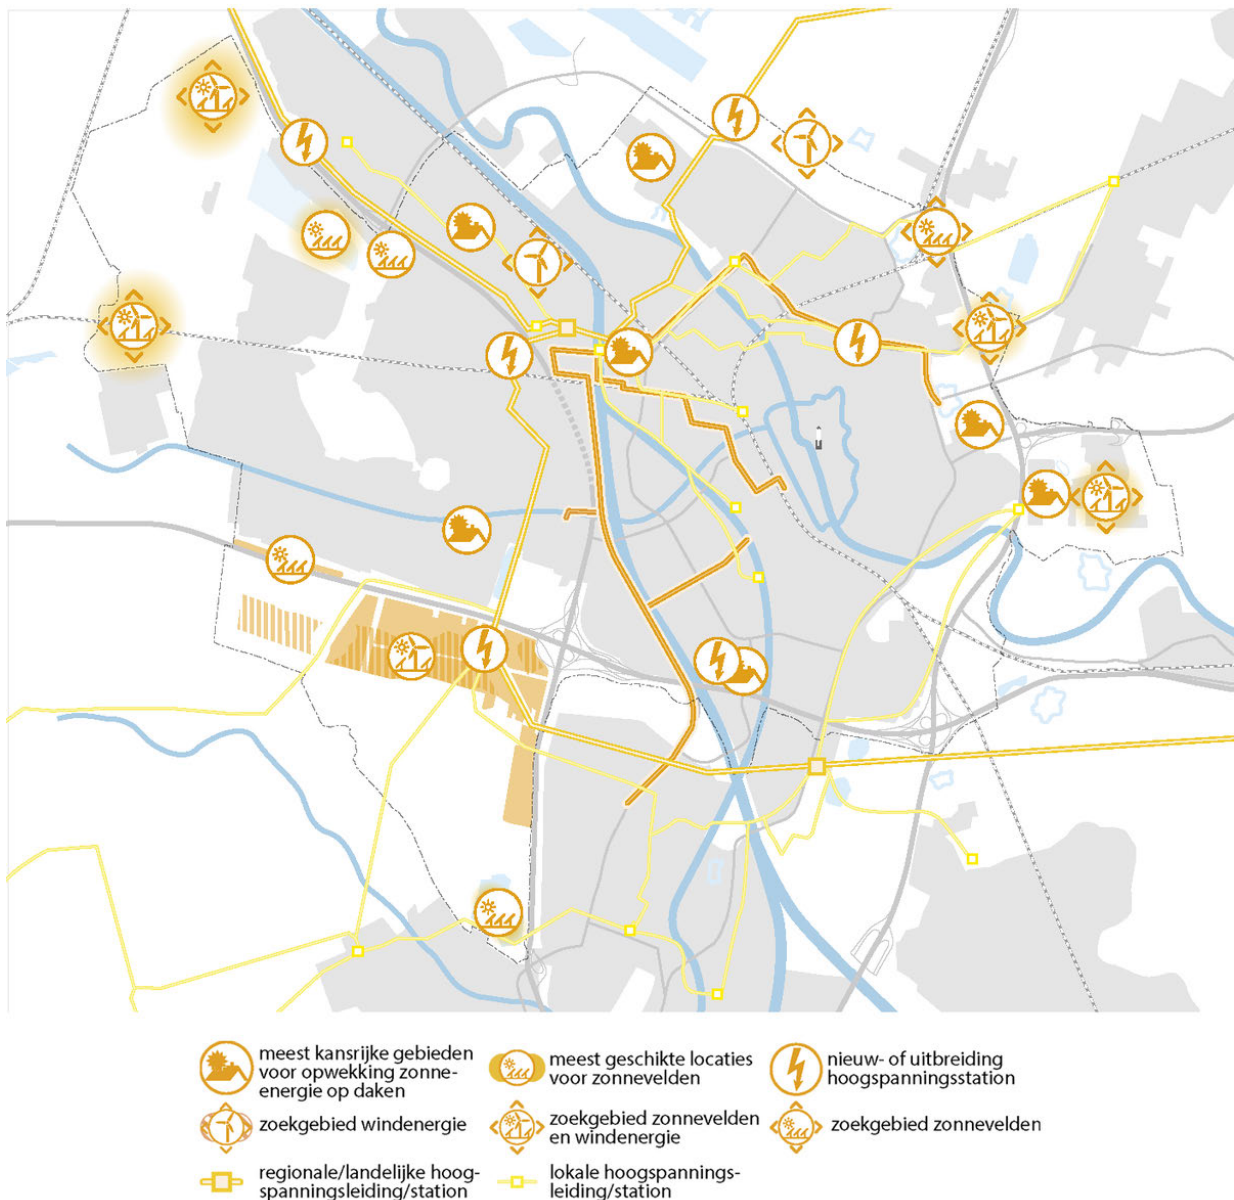 meest kansrijke gebieden
voor opwekking zonne-
energie op daken
meest geschikte locaties
voor zonnevelden
nieuw- of uitbreiding
hoogspanningsstation
zoekgebied windenergie
zoekgebied zonnevelden
en windenergie
zoekgebied zonnevelden
regionale/landelijke hoog-
spanningsleiding/station
lokale hoogspannings-
leiding/station